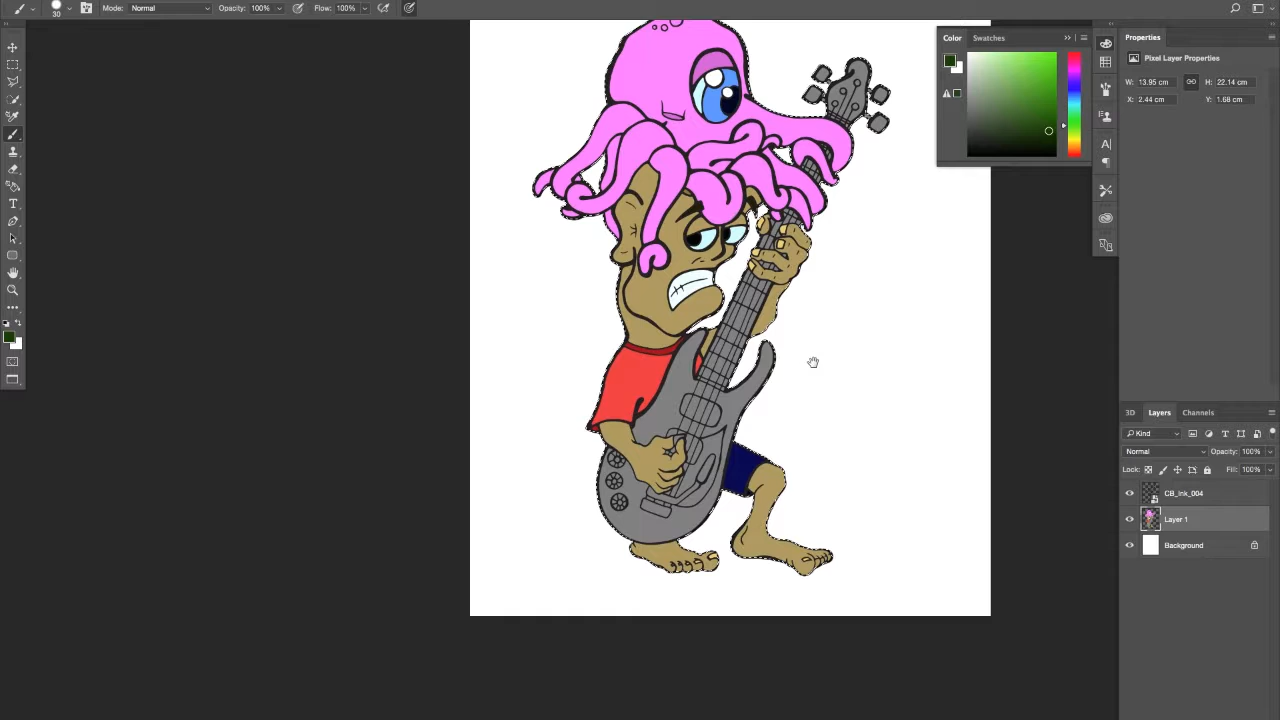 30 Mode: Normal Opacity: 100% Flow: 100%
Color Swatches
Properties
Pixel Layer Properties
W: 13.95 cm H: 22.14 cm
X: 2.44 cm Y: 1.68 cm
3D Layers Channels
Kind
Normal Opacity: 100%
Lock: Fill: 100%
CB_Ink_004
Layer 1
Background